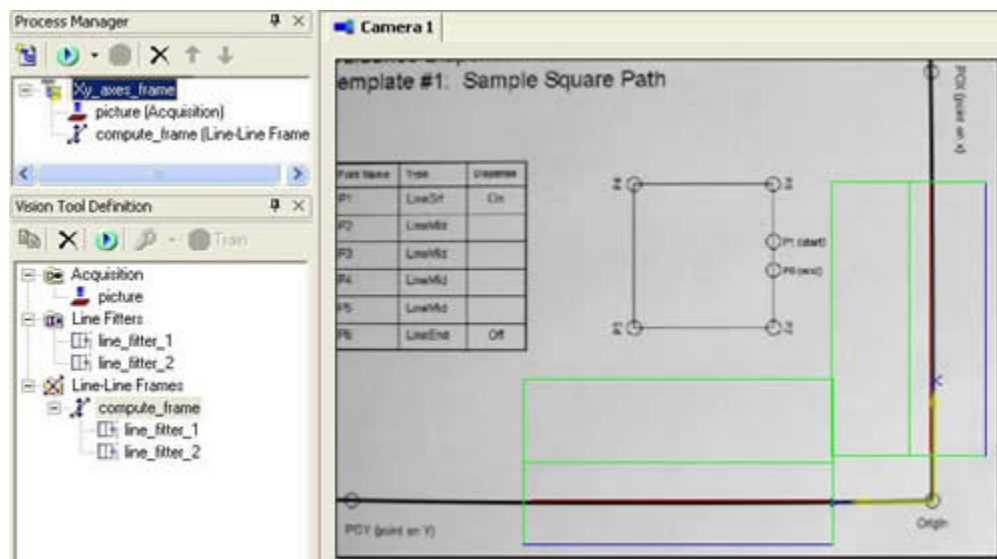 Process Manager
Xy_axes_frame
picture (Acquisition)
compute_frame (Line-Line Frame
Vision Tool Definition
Train
Acquisition
picture
Line Fitters
line_fitter_1
line_fitter_2
Line-Line Frames
compute_frame
line_fitter_1
line_fitter_2
Camera 1
emplate #1: Sample Square Path
Point Name Type Dispense
P1 LineSrt On
P2 LineMid
P3 LineMid
P4 LineMid
P5 LineMid
P6 LineEnd Off
P1 (start)
P6 (end)
POX (point on x)
POY (point on Y)
Origin